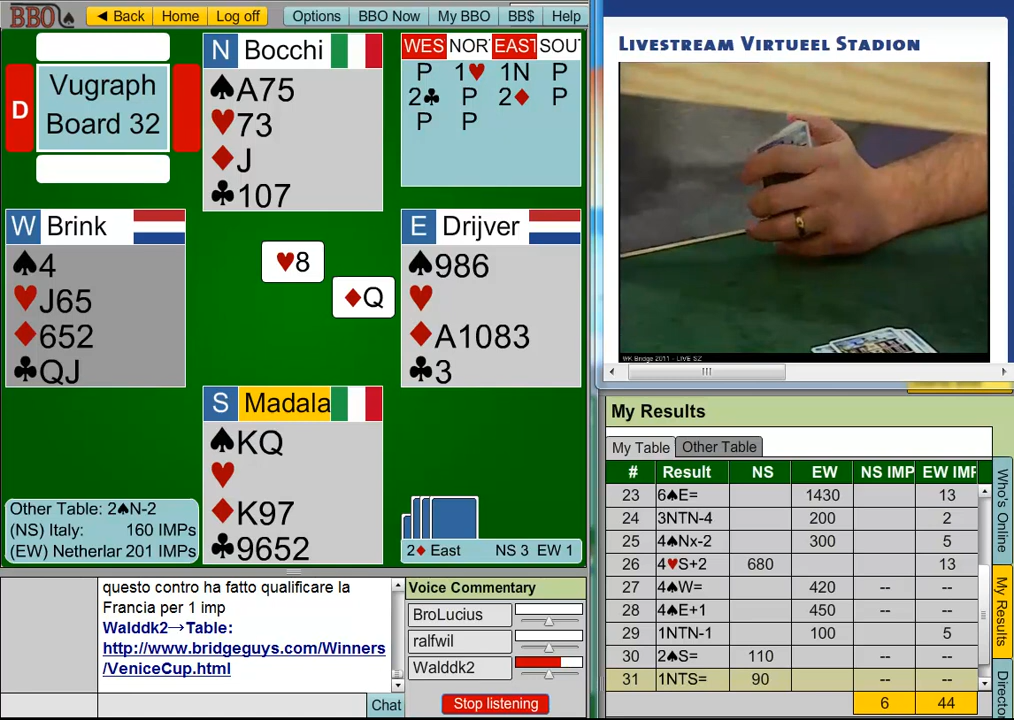 BBO
◄ Back Home Log off Options BBO Now My BBO BB$ Help
D
Vugraph
Board 32
N Bocchi
♠A75
♥73
♦J
♣107
WES NOR EAST SOUT
P 1♥ 1N P
2♣ P 2♦ P
P P
W Brink
♠4
♥J65
♦652
♣QJ
♥8
♦Q
E Drijver
♠986
♥
♦A1083
♣3
S Madala
♠KQ
♥
♦K97
♣9652
Other Table: 2♠N-2
(NS) Italy: 160 IMPs
(EW) Netherlar 201 IMPs
2♦ East NS 3 EW 1
questo contro ha fatto qualificare la
Francia per 1 imp
Walddk2→Table:
http://www.bridgeguys.com/Winners
/VeniceCup.html
Chat
Voice Commentary
BroLucius
ralfwil
Walddk2
Stop listening
Livestream Virtueel Stadion
WK Bridge 2011 - LIVE SZ
My Results
My Table Other Table
# Result NS EW NS IMP EW IMF
23 6♠E= 1430 13
24 3NTN-4 200 2
25 4♠Nx-2 300 5
26 4♥S+2 680 13
27 4♠W= 420 -- --
28 4♠E+1 450 -- --
29 1NTN-1 100 5
30 2♠S= 110 -- --
31 1NTS= 90 -- --
6 44
Who's Online
My Results
Director